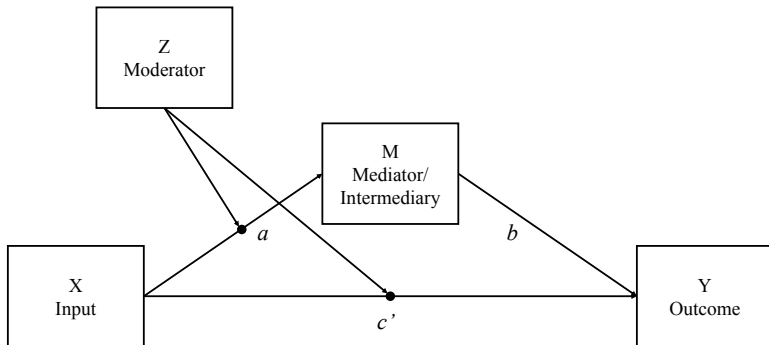 Z
Moderator
M
Mediator/
Intermediary
a
b
X
Input
Y
Outcome
c’